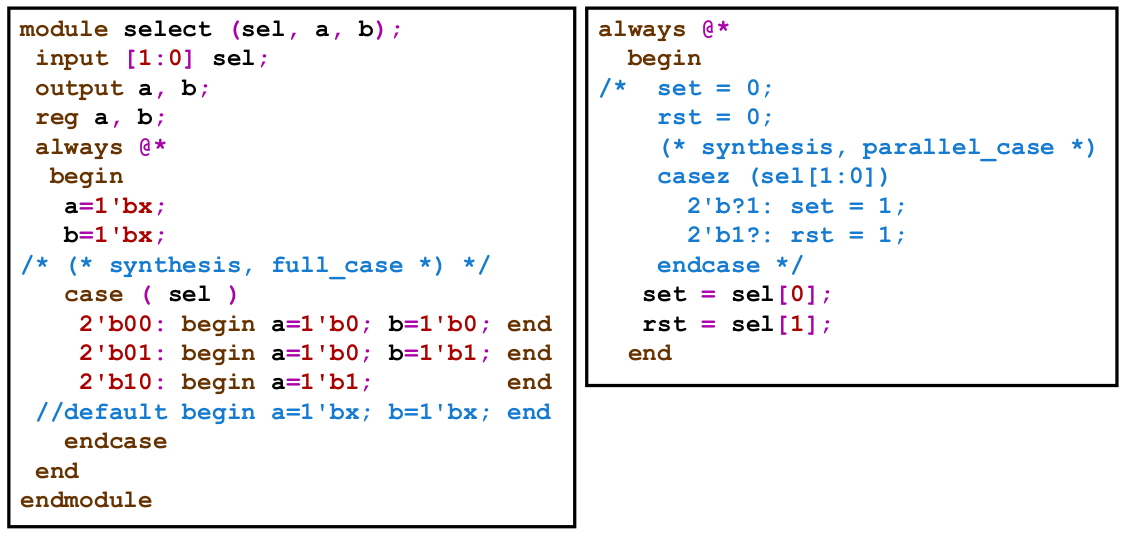 module select (sel, a, b);
 input [1:0] sel;
 output a, b;
 reg a, b;
 always @*
  begin
   a=1'bx;
   b=1'bx;
/* (* synthesis, full_case *) */
   case ( sel )
    2'b00: begin a=1'b0; b=1'b0; end
    2'b01: begin a=1'b0; b=1'b1; end
    2'b10: begin a=1'b1;         end
 //default begin a=1'bx; b=1'bx; end
   endcase
 end
endmodule
always @*
  begin
/*  set = 0;
    rst = 0;
    (* synthesis, parallel_case *)
    casez (sel[1:0])
      2'b?1: set = 1;
      2'b1?: rst = 1;
    endcase */
   set = sel[0];
   rst = sel[1];
  end